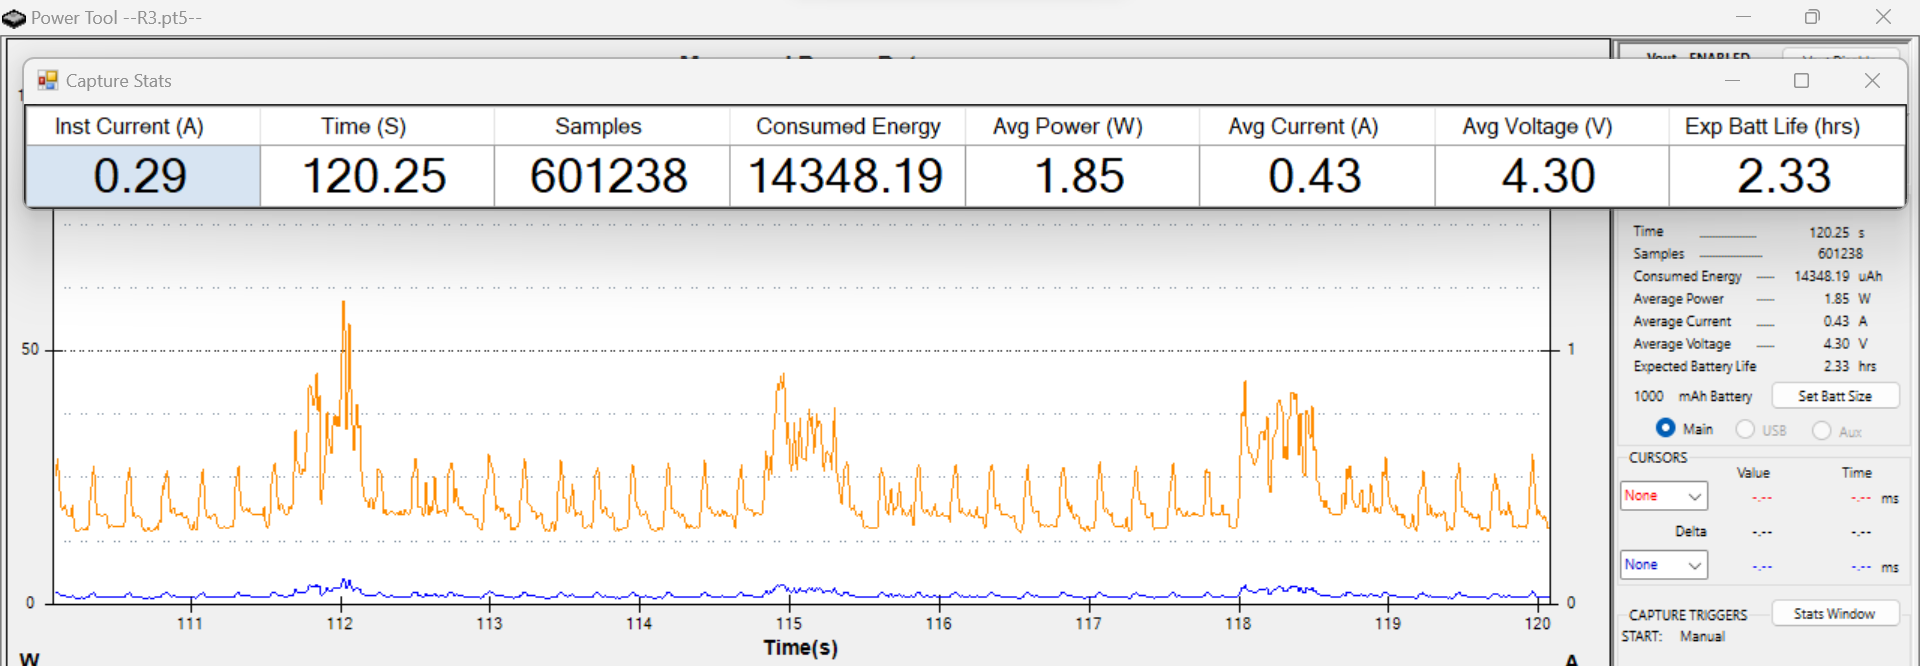 Power Tool --R3.pt5--
Capture Stats
Inst Current (A) Time (S) Samples Consumed Energy Avg Power (W) Avg Current (A) Avg Voltage (V) Exp Batt Life (hrs)
0.29 120.25 601238 14348.19 1.85 0.43 4.30 2.33
Time 120.25 s
Samples 601238
Consumed Energy 14348.19 uAh
Average Power 1.85 W
Average Current 0.43 A
Average Voltage 4.30 V
Expected Battery Life 2.33 hrs
1000 mAh Battery Set Batt Size
Main USB Aux
CURSORS
Value Time
None -.-- -.-- ms
Delta -.-- -.--
None -.-- -.-- ms
CAPTURE TRIGGERS Stats Window
START: Manual
50 1
0 0
111 112 113 114 115 116 117 118 119 120
Time(s)
W A